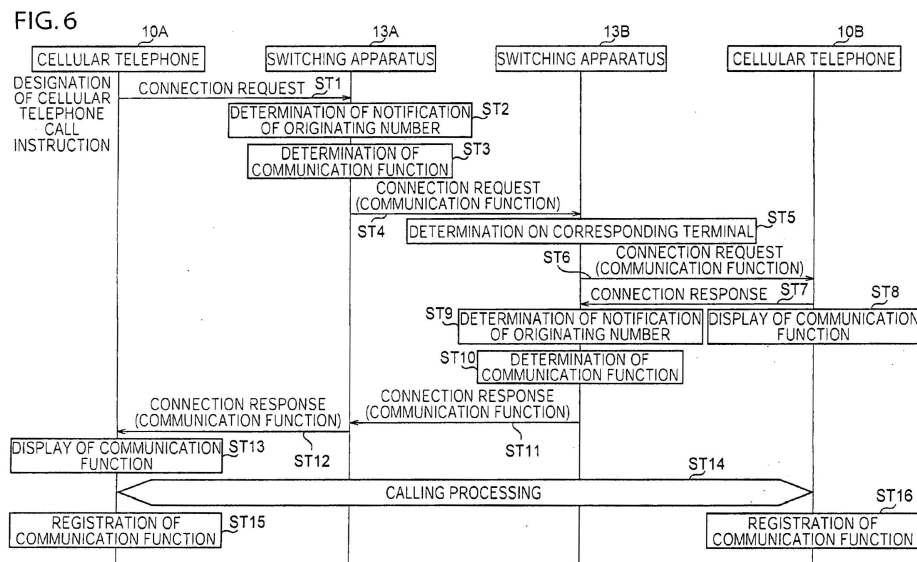 FIG. 6
10A
13A
13B
10B
CELLULAR TELEPHONE
SWITCHING APPARATUS
SWITCHING APPARATUS
CELLULAR TELEPHONE
DESIGNATION
OF CELLULAR
TELEPHONE
CALL
INSTRUCTION
CONNECTION REQUEST
ST1
DETERMINATION OF NOTIFICATION
OF ORIGINATING NUMBER
ST2
DETERMINATION OF
COMMUNICATION FUNCTION
ST3
CONNECTION REQUEST
(COMMUNICATION FUNCTION)
ST4
DETERMINATION ON CORRESPONDING TERMINAL
ST5
CONNECTION REQUEST
(COMMUNICATION FUNCTION)
ST6
CONNECTION RESPONSE
ST7
ST8
DISPLAY OF COMMUNICATION
FUNCTION
ST9
DETERMINATION OF NOTIFICATION
OF ORIGINATING NUMBER
ST10
DETERMINATION OF
COMMUNICATION FUNCTION
CONNECTION RESPONSE
(COMMUNICATION FUNCTION)
ST11
CONNECTION RESPONSE
(COMMUNICATION FUNCTION)
ST12
DISPLAY OF COMMUNICATION
FUNCTION
ST13
ST14
CALLING PROCESSING
REGISTRATION OF
COMMUNICATION FUNCTION
ST15
ST16
REGISTRATION OF
COMMUNICATION FUNCTION